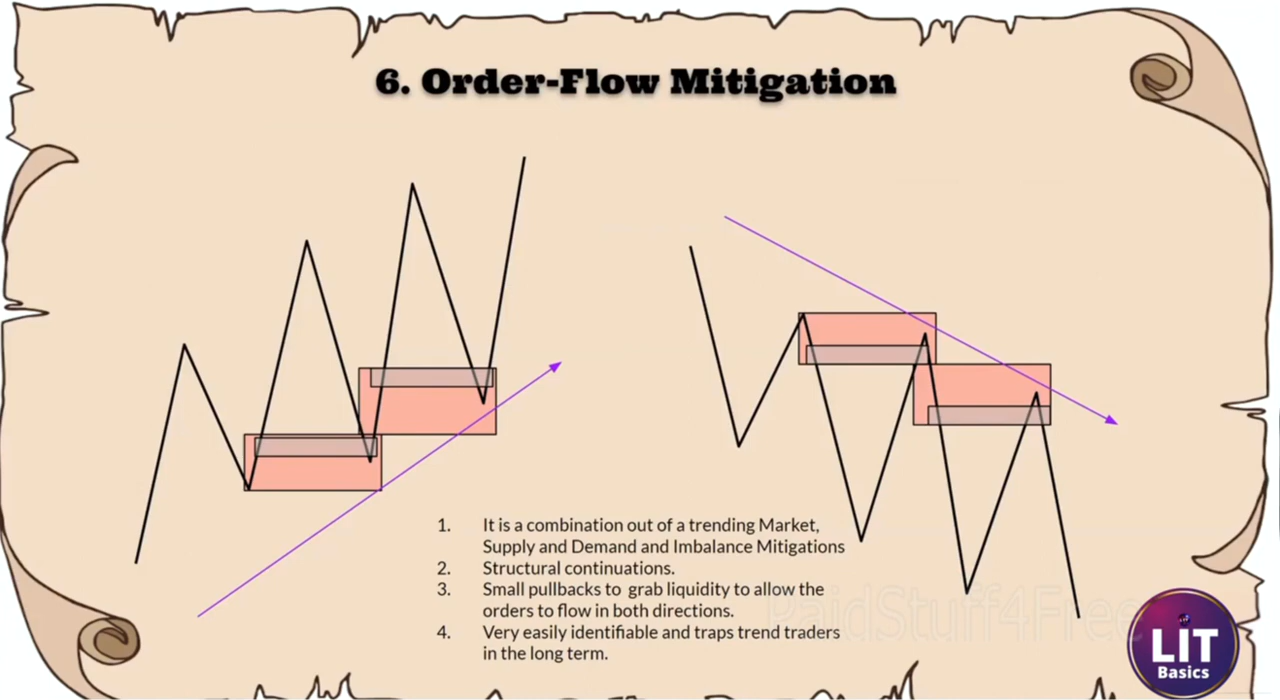 6. Order-Flow Mitigation
1. It is a combination out of a trending Market,
Supply and Demand and Imbalance Mitigations
2. Structural continuations.
3. Small pullbacks to grab liquidity to allow the
orders to flow in both directions.
4. Very easily identifiable and traps trend traders
in the long term.
PaidStuff4Free
LIT
Basics